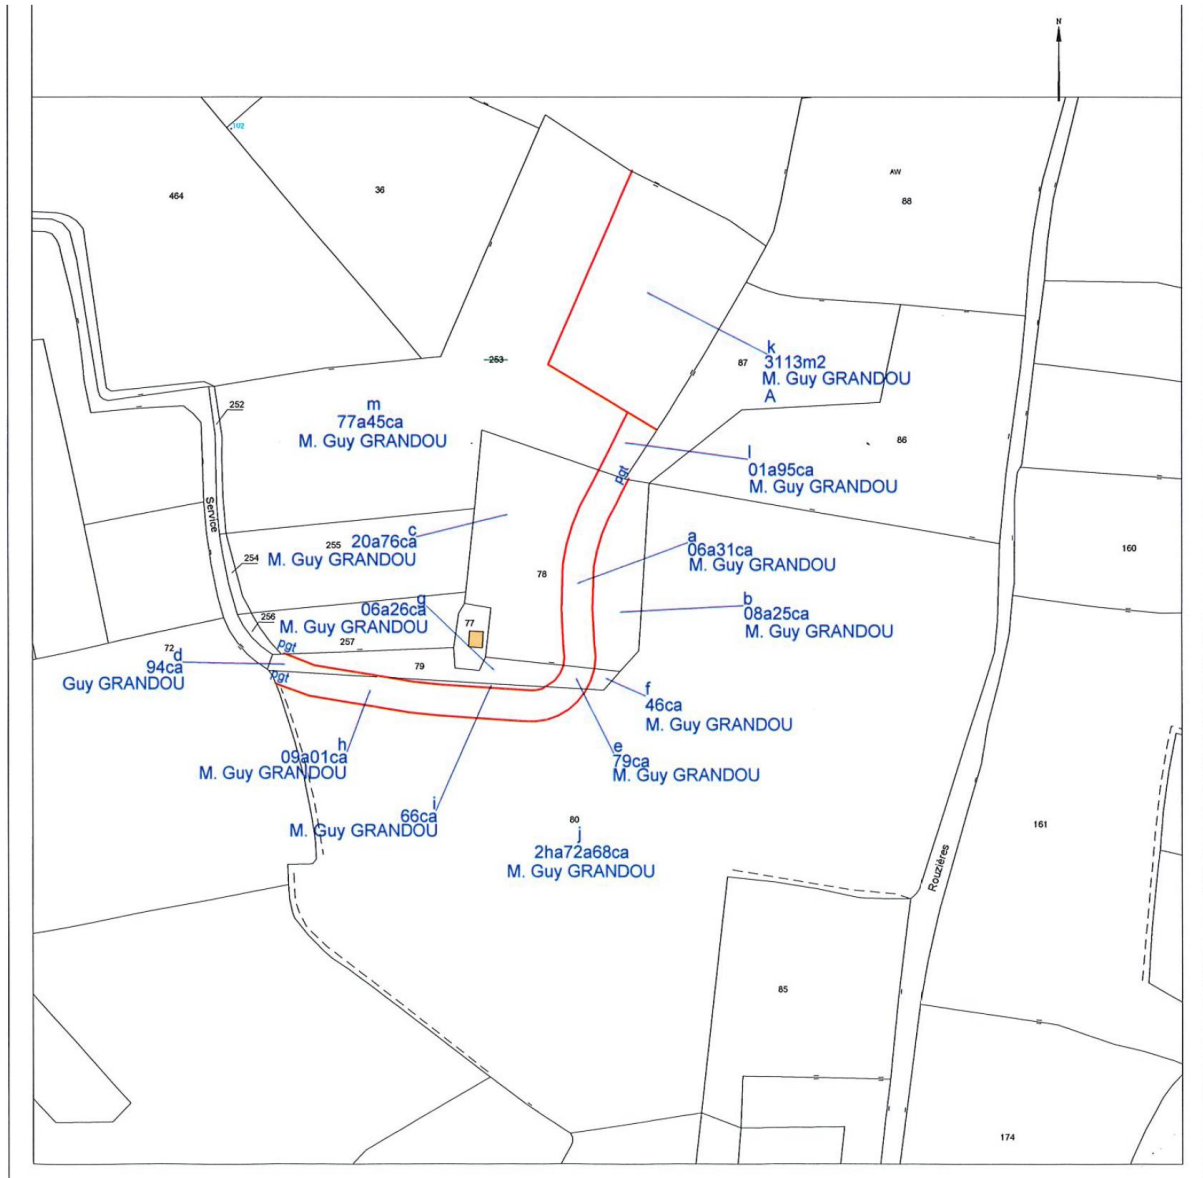 N
102
464
36
AW
88
253
87
k
3113m2
M. Guy GRANDOU
A
252
m
77a45ca
M. Guy GRANDOU
86
l
01a95ca
M. Guy GRANDOU
pgt
Service
c
20a76ca
M. Guy GRANDOU
255
254
a
06a31ca
M. Guy GRANDOU
160
78
g
06a26ca
M. Guy GRANDOU
b
08a25ca
M. Guy GRANDOU
256
77
257
pgt
72
d
94ca
Guy GRANDOU
79
pgt
f
46ca
M. Guy GRANDOU
h
09a01ca
M. Guy GRANDOU
e
79ca
M. Guy GRANDOU
i
66ca
M. Guy GRANDOU
80
j
2ha72a68ca
M. Guy GRANDOU
161
Rouzières
85
174